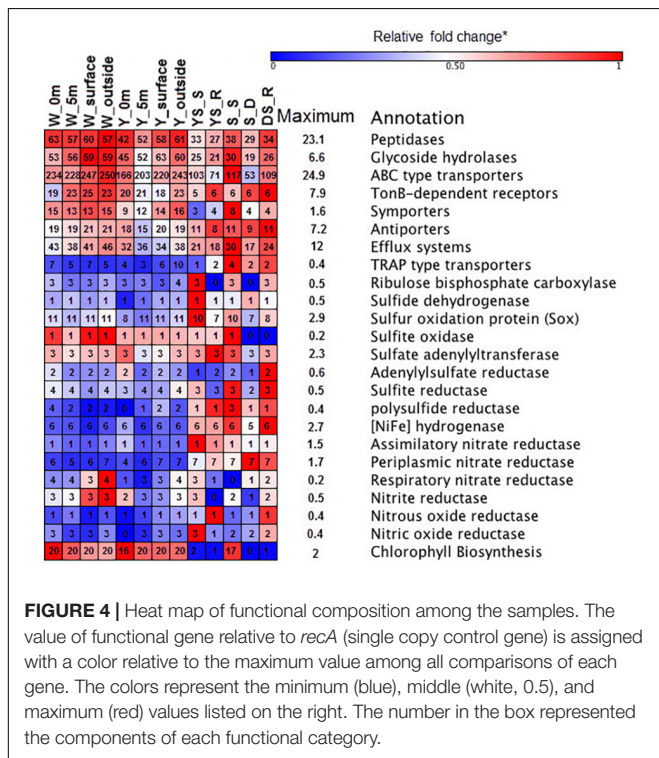 Relative fold change*
0 0.50 1
W_0m W_5m W_surface W_outside Y_0m Y_5m Y_surface Y_outside YS_S YS_R S_S S_D DS_R
Maximum Annotation
63 57 60 57 42 52 58 61 33 27 38 29 34 23.1 Peptidases
53 56 59 59 45 52 63 60 25 21 30 19 26 6.6 Glycoside hydrolases
234 228 247 250 166 203 220 243 103 71 117 53 109 24.9 ABC type transporters
19 23 25 23 20 21 18 23 5 6 6 6 6 7.9 TonB-dependent receptors
15 13 13 15 9 12 14 16 3 4 8 4 4 1.6 Symporters
19 19 21 21 18 15 20 19 11 8 11 9 11 7.2 Antiporters
43 38 41 46 32 36 34 38 21 18 30 17 24 12 Efflux systems
7 5 7 5 4 3 6 10 1 2 4 2 2 0.4 TRAP type transporters
3 3 3 3 3 2 3 4 3 0 3 0 3 0.5 Ribulose bisphosphate carboxylase
1 1 1 1 1 1 1 1 1 1 1 1 1 0.5 Sulfide dehydrogenase
11 11 11 11 8 11 11 11 10 7 10 7 8 2.9 Sulfur oxidation protein (Sox)
1 1 1 1 1 1 1 1 1 1 1 0 0 0.2 Sulfite oxidase
3 3 3 3 3 3 3 3 3 3 3 3 3 2.3 Sulfate adenylyltransferase
2 2 2 2 2 2 2 2 1 2 2 1 2 0.6 Adenylylsulfate reductase
4 4 4 4 3 4 4 4 3 3 3 2 3 0.5 Sulfite reductase
4 2 2 2 0 1 2 2 1 1 3 1 1 0.4 polysulfide reductase
6 6 6 6 6 6 6 6 6 6 6 5 6 2.7 [NiFe] hydrogenase
1 1 1 1 1 1 1 1 1 1 1 1 1 1.5 Assimilatory nitrate reductase
6 5 6 7 4 6 7 7 7 7 7 7 7 1.7 Periplasmic nitrate reductase
4 4 3 4 1 3 3 4 3 1 0 1 2 0.2 Respiratory nitrate reductase
3 3 3 3 2 3 3 3 3 0 2 1 2 0.5 Nitrite reductase
1 1 1 1 1 1 1 1 1 1 1 1 1 0.4 Nitrous oxide reductase
3 3 3 3 0 3 3 3 3 1 1 1 1 0.4 Nitric oxide reductase
20 20 20 20 16 20 20 20 2 1 17 0 1 2 Chlorophyll Biosynthesis
FIGURE 4 | Heat map of functional composition among the samples. The
value of functional gene relative to recA (single copy control gene) is assigned
with a color relative to the maximum value among all comparisons of each
gene. The colors represent the minimum (blue), middle (white, 0.5), and
maximum (red) values listed on the right. The number in the box represented
the components of each functional category.